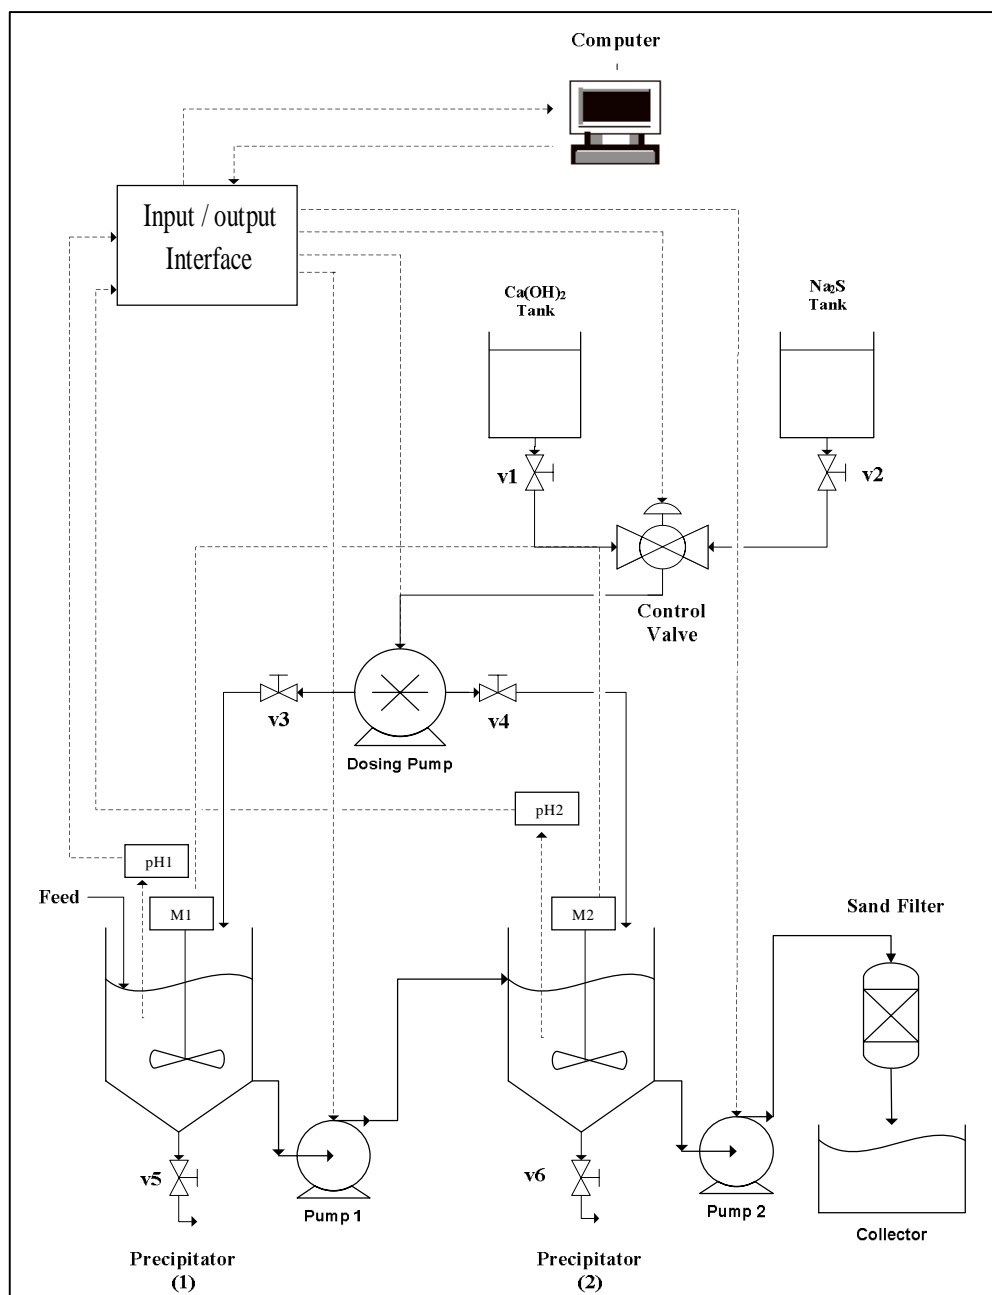 Computer
Input / output
Interface
Ca(OH)₂
Tank
Na₂S
Tank
v1
v2
Control
Valve
v3
v4
Dosing Pump
pH2
pH1
Feed
M1
M2
Sand Filter
v5
v6
Pump 1
Pump 2
Collector
Precipitator
(1)
Precipitator
(2)